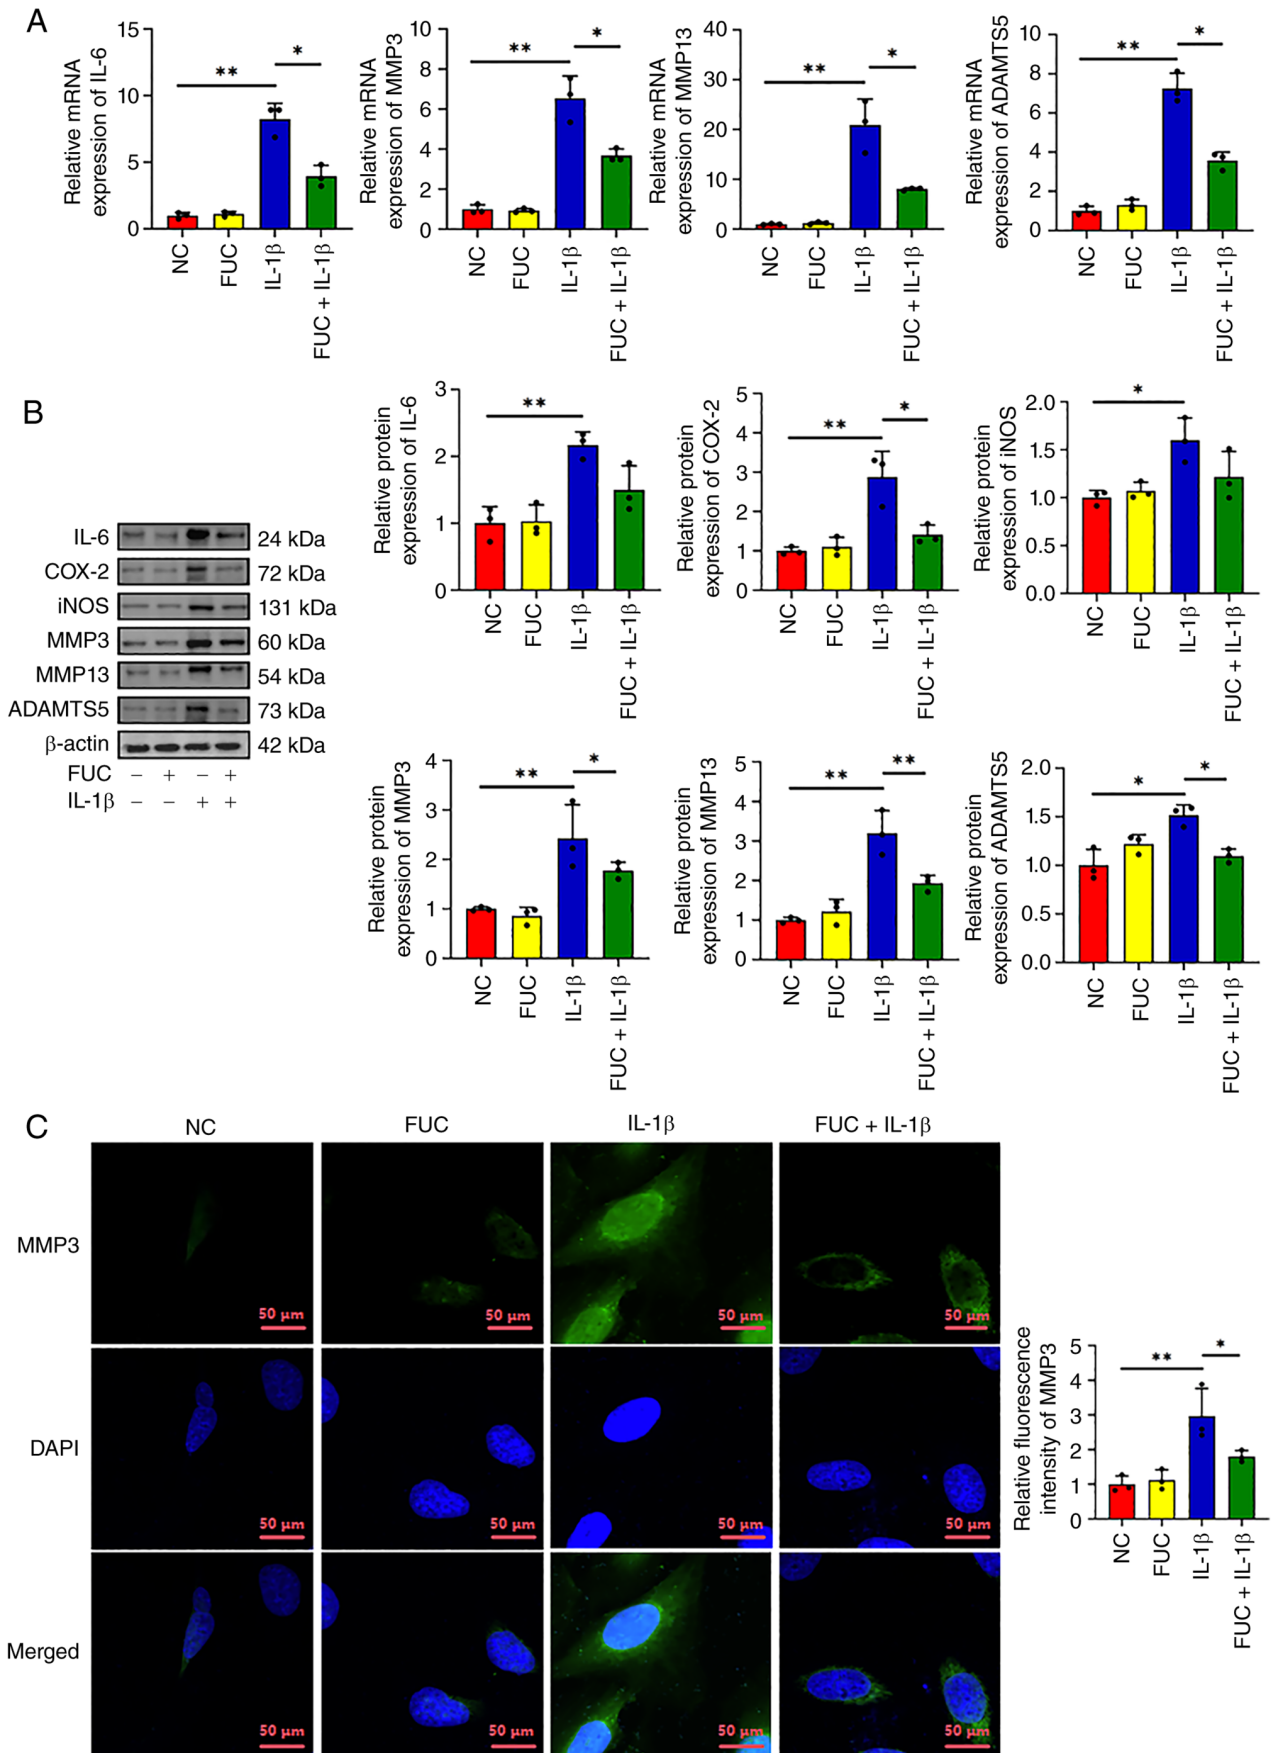 A
Relative mRNA
expression of IL-6
15
10
5
0
**
*
NC
FUC
IL-1β
FUC + IL-1β
Relative mRNA
expression of MMP3
10
8
6
4
2
0
**
*
NC
FUC
IL-1β
FUC + IL-1β
Relative mRNA
expression of MMP13
40
30
20
10
0
**
*
NC
FUC
IL-1β
FUC + IL-1β
Relative mRNA
expression of ADAMTS5
10
8
6
4
2
0
**
*
NC
FUC
IL-1β
FUC + IL-1β
B
IL-6 24 kDa
COX-2 72 kDa
iNOS 131 kDa
MMP3 60 kDa
MMP13 54 kDa
ADAMTS5 73 kDa
β-actin 42 kDa
FUC − + − +
IL-1β − − + +
Relative protein
expression of IL-6
3
2
1
0
**
NC
FUC
IL-1β
FUC + IL-1β
Relative protein
expression of COX-2
5
4
3
2
1
0
**
*
NC
FUC
IL-1β
FUC + IL-1β
Relative protein
expression of iNOS
2.0
1.5
1.0
0.5
0.0
*
NC
FUC
IL-1β
FUC + IL-1β
Relative protein
expression of MMP3
4
3
2
1
0
**
*
NC
FUC
IL-1β
FUC + IL-1β
Relative protein
expression of MMP13
5
4
3
2
1
0
**
**
NC
FUC
IL-1β
FUC + IL-1β
Relative protein
expression of ADAMTS5
2.0
1.5
1.0
0.5
0.0
*
*
NC
FUC
IL-1β
FUC + IL-1β
C
NC FUC IL-1β FUC + IL-1β
MMP3
50 µm 50 µm 50 µm 50 µm
DAPI
50 µm 50 µm 50 µm 50 µm
Merged
50 µm 50 µm 50 µm 50 µm
Relative fluorescence
intensity of MMP3
5
4
3
2
1
0
**
*
NC
FUC
IL-1β
FUC + IL-1β